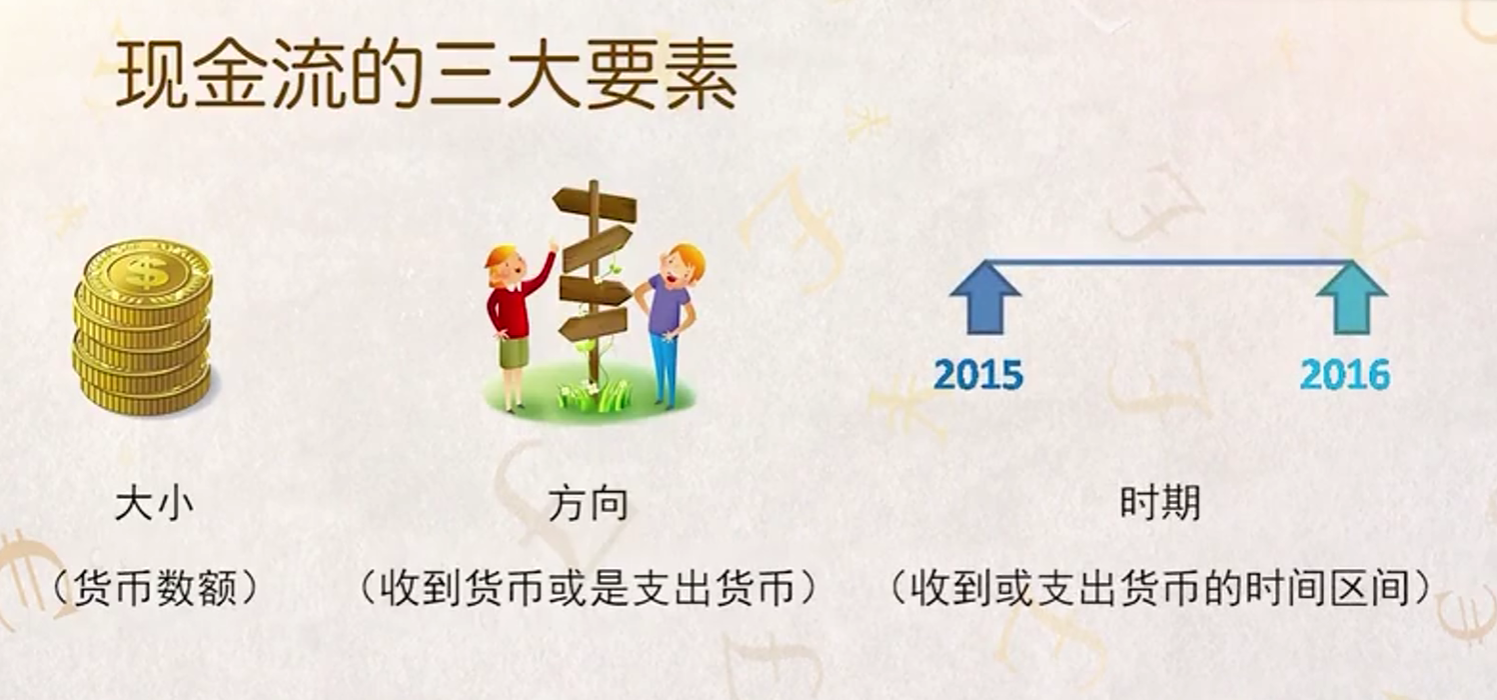 现金流的三大要素
2015
2016
大小
方向
时期
（货币数额）
（收到货币或是支出货币）
（收到或支出货币的时间区间）